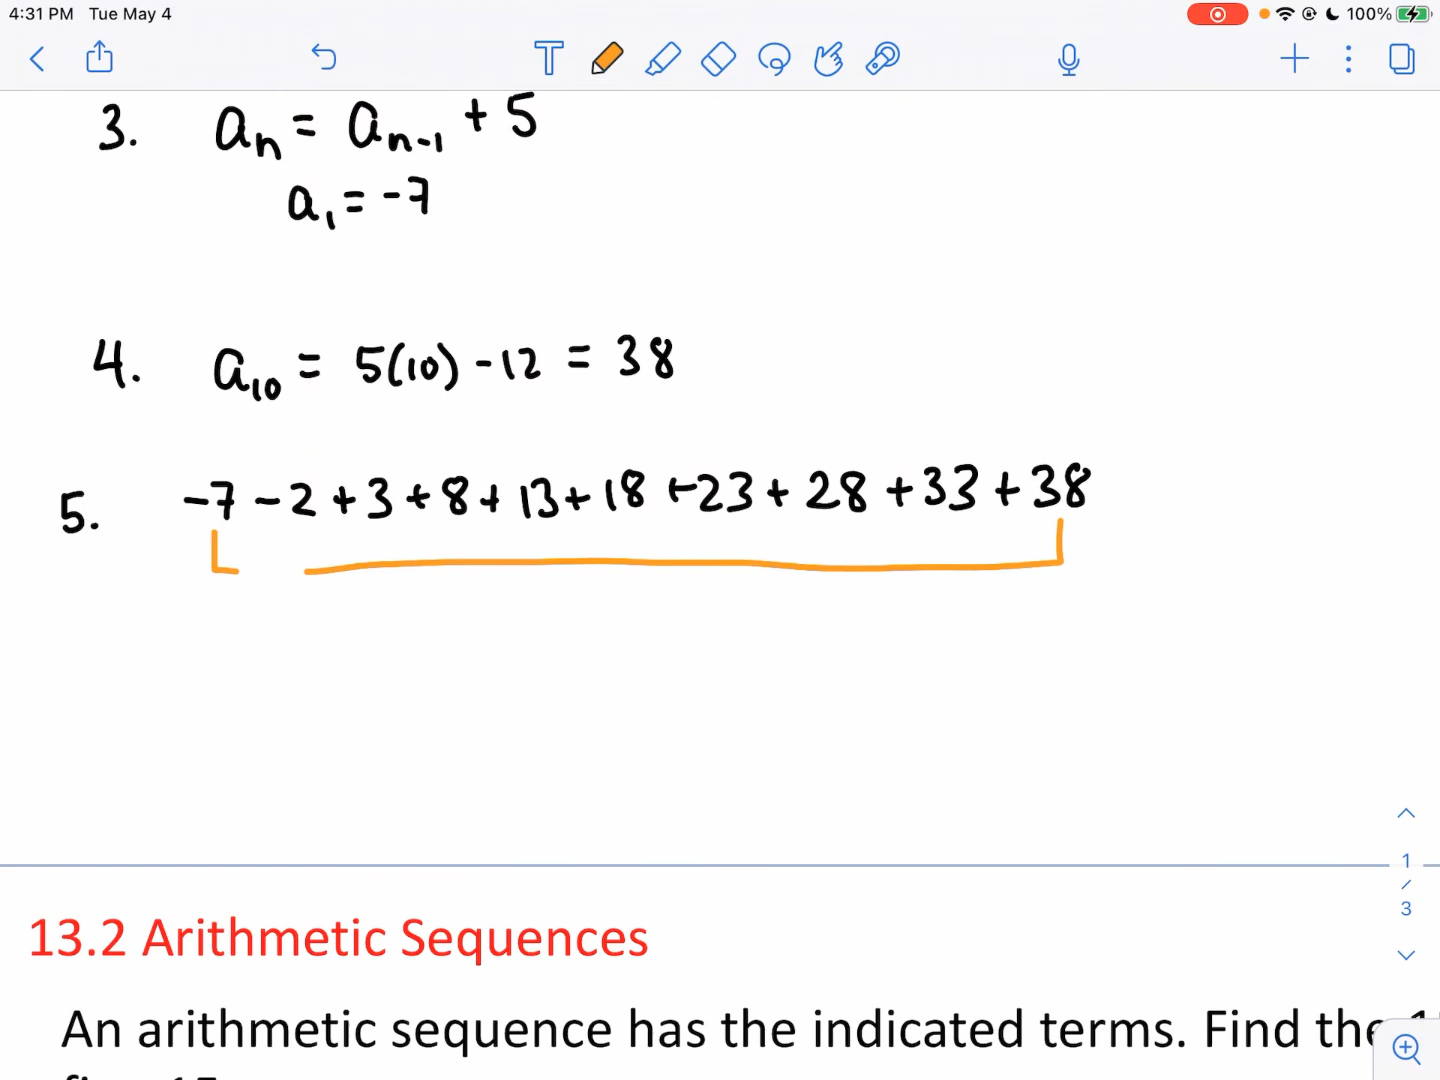 4:31 PM Tue May 4 100%
3. aₙ = aₙ₋₁ + 5
a₁ = -7
4. a₁₀ = 5(10) - 12 = 38
5. -7 - 2 + 3 + 8 + 13 + 18 + 23 + 28 + 33 + 38
1
/
3
13.2 Arithmetic Sequences
An arithmetic sequence has the indicated terms. Find the